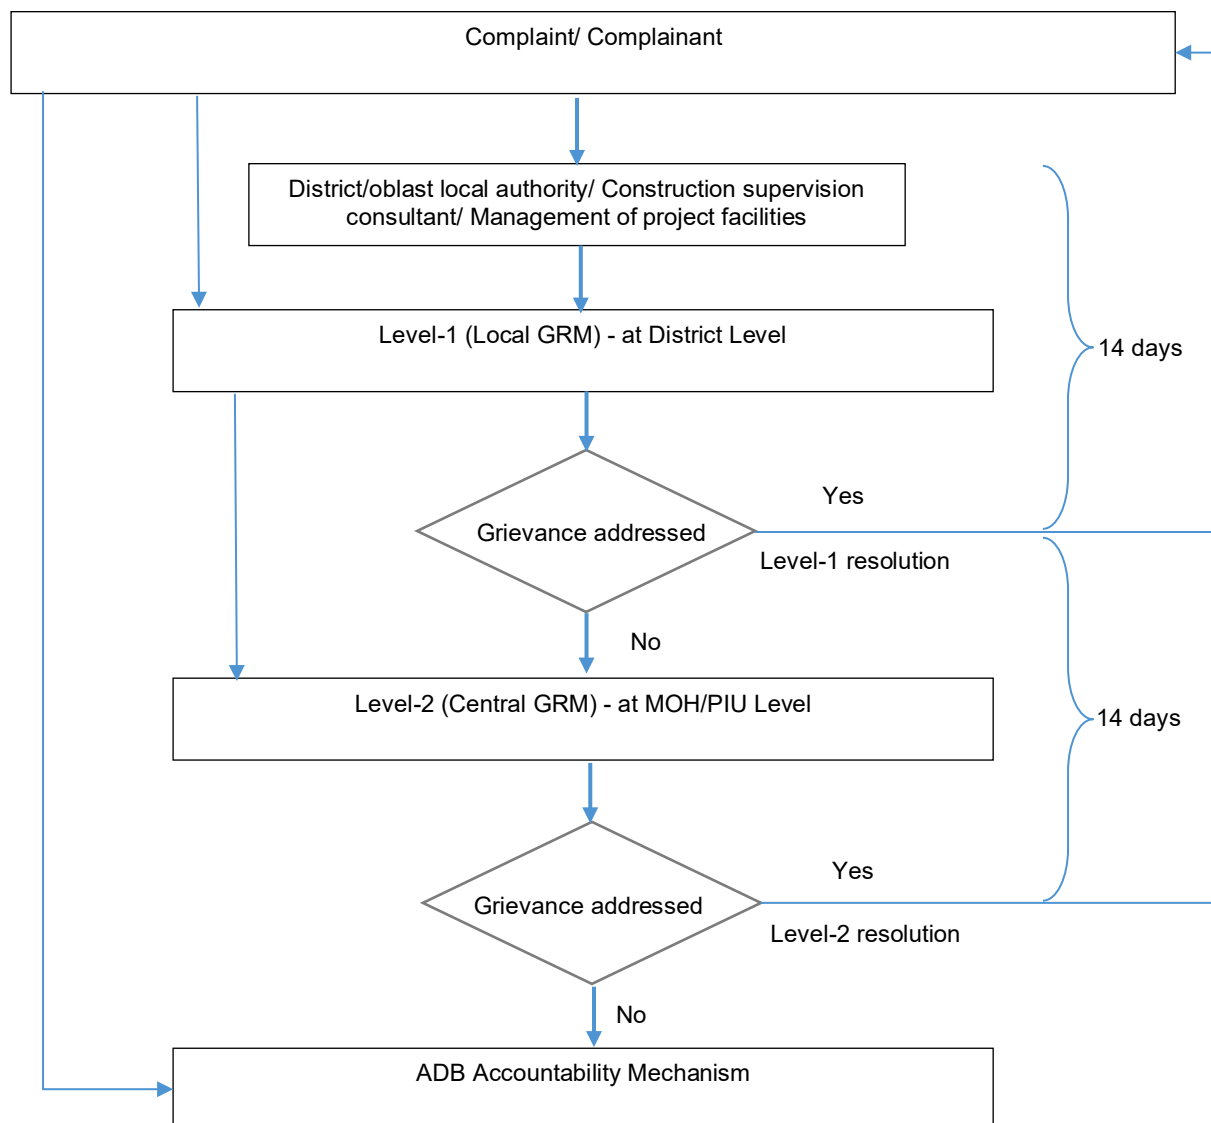 Complaint/ Complainant
District/oblast local authority/ Construction supervision
consultant/ Management of project facilities
Level-1 (Local GRM) - at District Level
14 days
Yes
Grievance addressed
Level-1 resolution
No
Level-2 (Central GRM) - at MOH/PIU Level
14 days
Yes
Grievance addressed
Level-2 resolution
No
ADB Accountability Mechanism